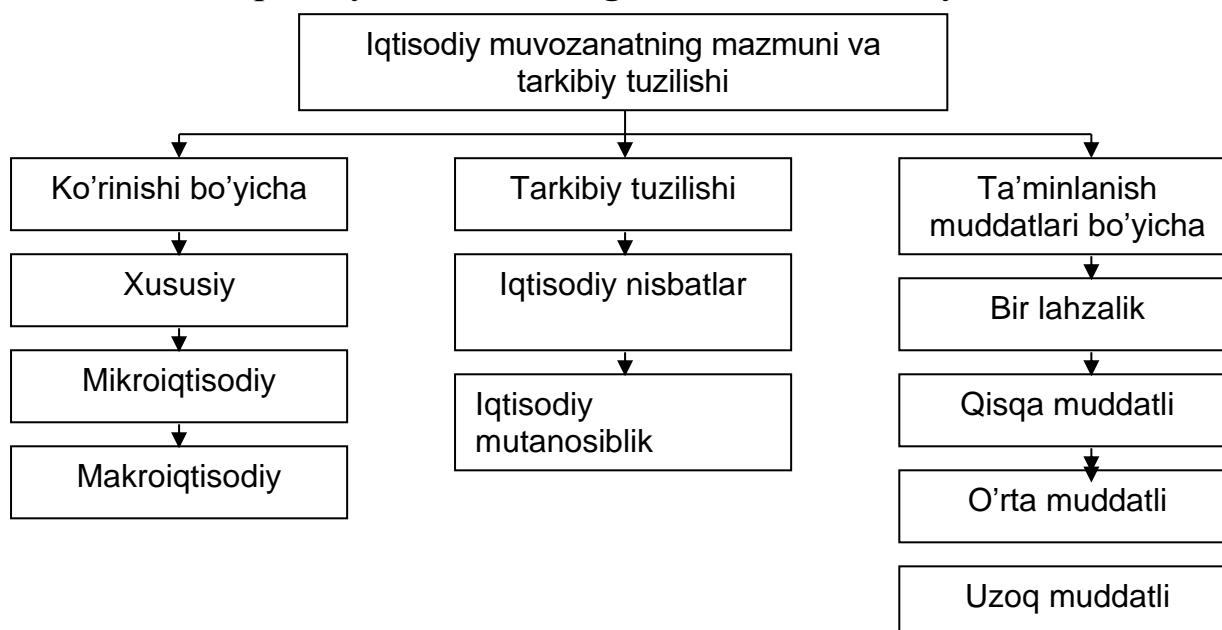 Iqtisodiy muvozanatning mazmuni va
tarkibiy tuzilishi
Ko’rinishi bo’yicha
Xususiy
Mikroiqtisodiy
Makroiqtisodiy
Tarkibiy tuzilishi
Iqtisodiy nisbatlar
Iqtisodiy
mutanosiblik
Ta’minlanish
muddatlari bo’yicha
Bir lahzalik
Qisqa muddatli
O’rta muddatli
Uzoq muddatli